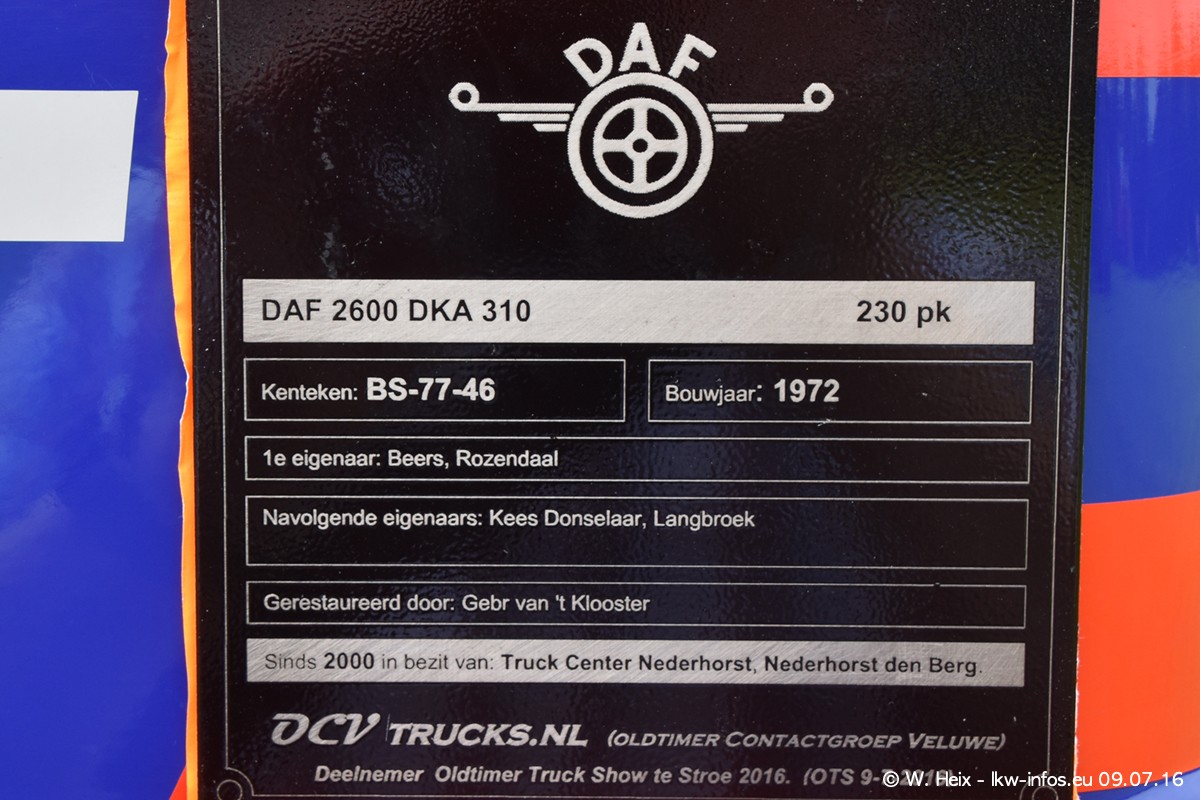 DAF
DAF 2600 DKA 310 230 pk
Kenteken: BS-77-46 Bouwjaar: 1972
1e eigenaar: Beers, Rozendaal
Navolgende eigenaars: Kees Donselaar, Langbroek
Gerestaureerd door: Gebr van 't Klooster
Sinds 2000 in bezit van: Truck Center Nederhorst, Nederhorst den Berg.
OCV TRUCKS.NL (OLDTIMER CONTACTGROEP VELUWE)
Deelnemer Oldtimer Truck Show te Stroe 2016. (OTS
© W. Heix - lkw-infos.eu 09.07.16